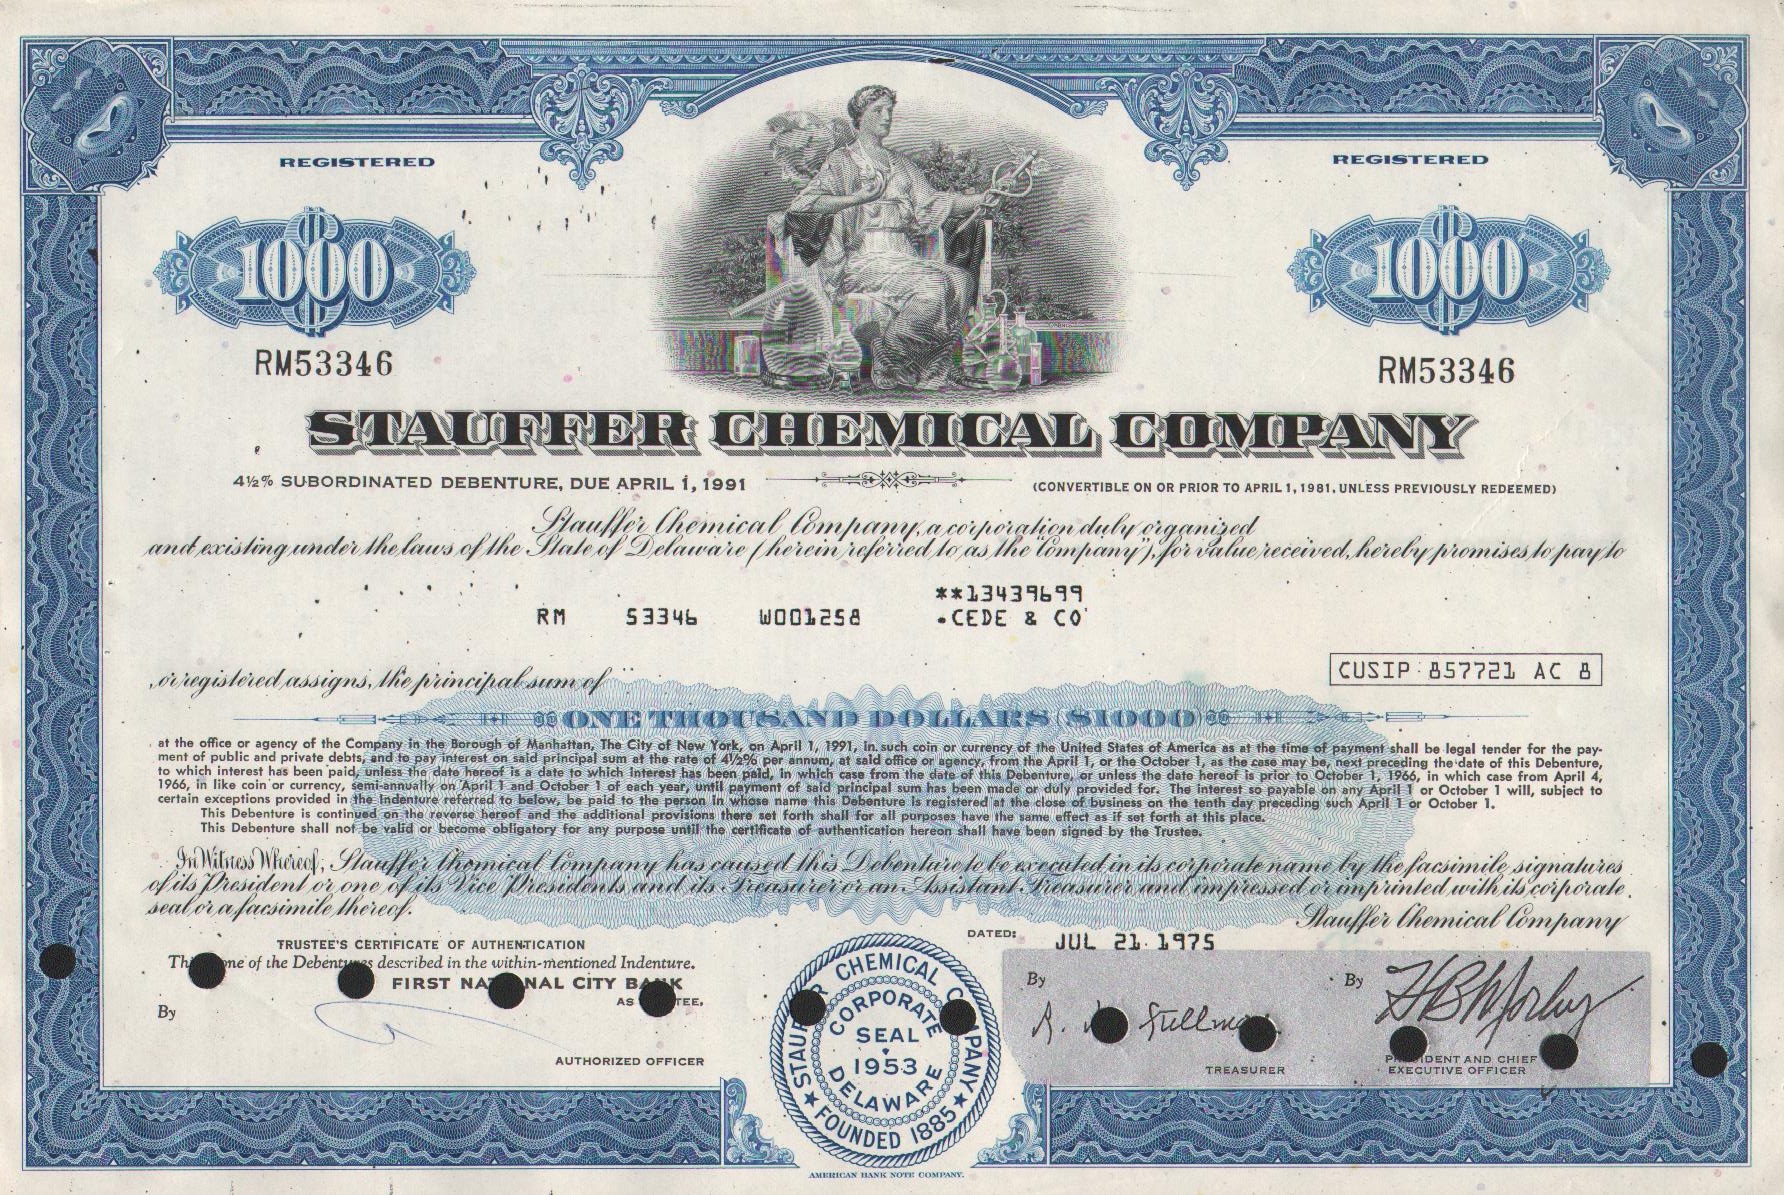 REGISTERED
REGISTERED
$1000
$1000
RM53346
RM53346
STAUFFER CHEMICAL COMPANY
4½% SUBORDINATED DEBENTURE, DUE APRIL 1, 1991
(CONVERTIBLE ON OR PRIOR TO APRIL 1, 1981, UNLESS PREVIOUSLY REDEEMED)
Stauffer Chemical Company, a corporation duly organized
and existing under the laws of the State of Delaware (herein referred to as the "Company"), for value received, hereby promises to pay to
**13439699
RM 53346 W001258 CEDE & CO
CUSIP 857721 AC 8
or registered assigns, the principal sum of
ONE THOUSAND DOLLARS ($1000)
at the office or agency of the Company in the Borough of Manhattan, The City of New York, on April 1, 1991, in such coin or currency of the United States of America as at the time of payment shall be legal tender for the pay-
ment of public and private debts, and to pay interest on said principal sum at the rate of 4½% per annum, at said office or agency, from the April 1, or the October 1, as the case may be, next preceding the date of this Debenture,
to which interest has been paid, unless the date hereof is a date to which interest has been paid, in which case from the date of this Debenture, or unless the date hereof is prior to October 1, 1966, in which case from April 4,
1966, in like coin or currency, semi-annually on April 1 and October 1 of each year, until payment of said principal sum has been made or duly provided for. The interest so payable on any April 1 or October 1 will, subject to
certain exceptions provided in the Indenture referred to below, be paid to the person in whose name this Debenture is registered at the close of business on the tenth day preceding such April 1 or October 1.
This Debenture is continued on the reverse hereof and the additional provisions there set forth shall for all purposes have the same effect as if set forth at this place.
This Debenture shall not be valid or become obligatory for any purpose until the certificate of authentication hereon shall have been signed by the Trustee.
In Witness Whereof, Stauffer Chemical Company has caused this Debenture to be executed in its corporate name by the facsimile signatures
of its President or one of its Vice Presidents and its Treasurer or an Assistant Treasurer and impressed or imprinted with its corporate
seal or a facsimile thereof.
Stauffer Chemical Company
DATED: JUL 21 1975
TRUSTEE'S CERTIFICATE OF AUTHENTICATION
one of the Debentures described in the within-mentioned Indenture.
FIRST NATIONAL CITY BANK
AS TRUSTEE,
By
AUTHORIZED OFFICER
STAUFFER CHEMICAL COMPANY
CORPORATE
SEAL
1953
DELAWARE
★ FOUNDED 1885 ★
By
TREASURER
By
PRESIDENT AND CHIEF
EXECUTIVE OFFICER
AMERICAN BANK NOTE COMPANY.